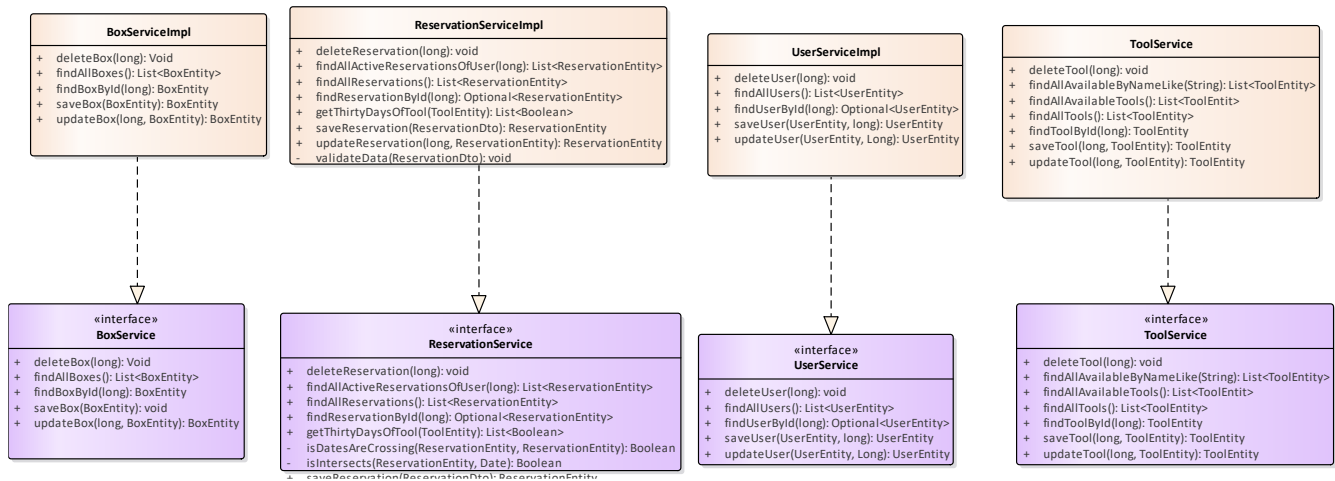 BoxServiceImpl
+ deleteBox(long): Void
+ findAllBoxes(): List<BoxEntity>
+ findBoxById(long): BoxEntity
+ saveBox(BoxEntity): BoxEntity
+ updateBox(long, BoxEntity): BoxEntity
ReservationServiceImpl
+ deleteReservation(long): void
+ findAllActiveReservationsOfUser(long): List<ReservationEntity>
+ findAllReservations(): List<ReservationEntity>
+ findReservationById(long): Optional<ReservationEntity>
+ getThirtyDaysOfTool(ToolEntity): List<Boolean>
+ saveReservation(ReservationDto): ReservationEntity
+ updateReservation(long, ReservationEntity): ReservationEntity
- validateData(ReservationDto): void
UserServiceImpl
+ deleteUser(long): void
+ findAllUsers(): List<UserEntity>
+ findUserById(long): Optional<UserEntity>
+ saveUser(UserEntity, long): UserEntity
+ updateUser(UserEntity, Long): UserEntity
ToolService
+ deleteTool(long): void
+ findAllAvailableByNameLike(String): List<ToolEntity>
+ findAllAvailableTools(): List<ToolEntit>
+ findAllTools(): List<ToolEntity>
+ findToolById(long): ToolEntity
+ saveTool(long, ToolEntity): ToolEntity
+ updateTool(long, ToolEntity): ToolEntity
«interface»
BoxService
+ deleteBox(long): Void
+ findAllBoxes(): List<BoxEntity>
+ findBoxById(long): BoxEntity
+ saveBox(BoxEntity): void
+ updateBox(long, BoxEntity): BoxEntity
«interface»
ReservationService
+ deleteReservation(long): void
+ findAllActiveReservationsOfUser(long): List<ReservationEntity>
+ findAllReservations(): List<ReservationEntity>
+ findReservationById(long): Optional<ReservationEntity>
+ getThirtyDaysOfTool(ToolEntity): List<Boolean>
- isDatesAreCrossing(ReservationEntity, ReservationEntity): Boolean
- isIntersects(ReservationEntity, Date): Boolean
+ saveReservation(ReservationDto): ReservationEntity
«interface»
UserService
+ deleteUser(long): void
+ findAllUsers(): List<UserEntity>
+ findUserById(long): Optional<UserEntity>
+ saveUser(UserEntity, long): UserEntity
+ updateUser(UserEntity, Long): UserEntity
«interface»
ToolService
+ deleteTool(long): void
+ findAllAvailableByNameLike(String): List<ToolEntity>
+ findAllAvailableTools(): List<ToolEntit>
+ findAllTools(): List<ToolEntity>
+ findToolById(long): ToolEntity
+ saveTool(long, ToolEntity): ToolEntity
+ updateTool(long, ToolEntity): ToolEntity